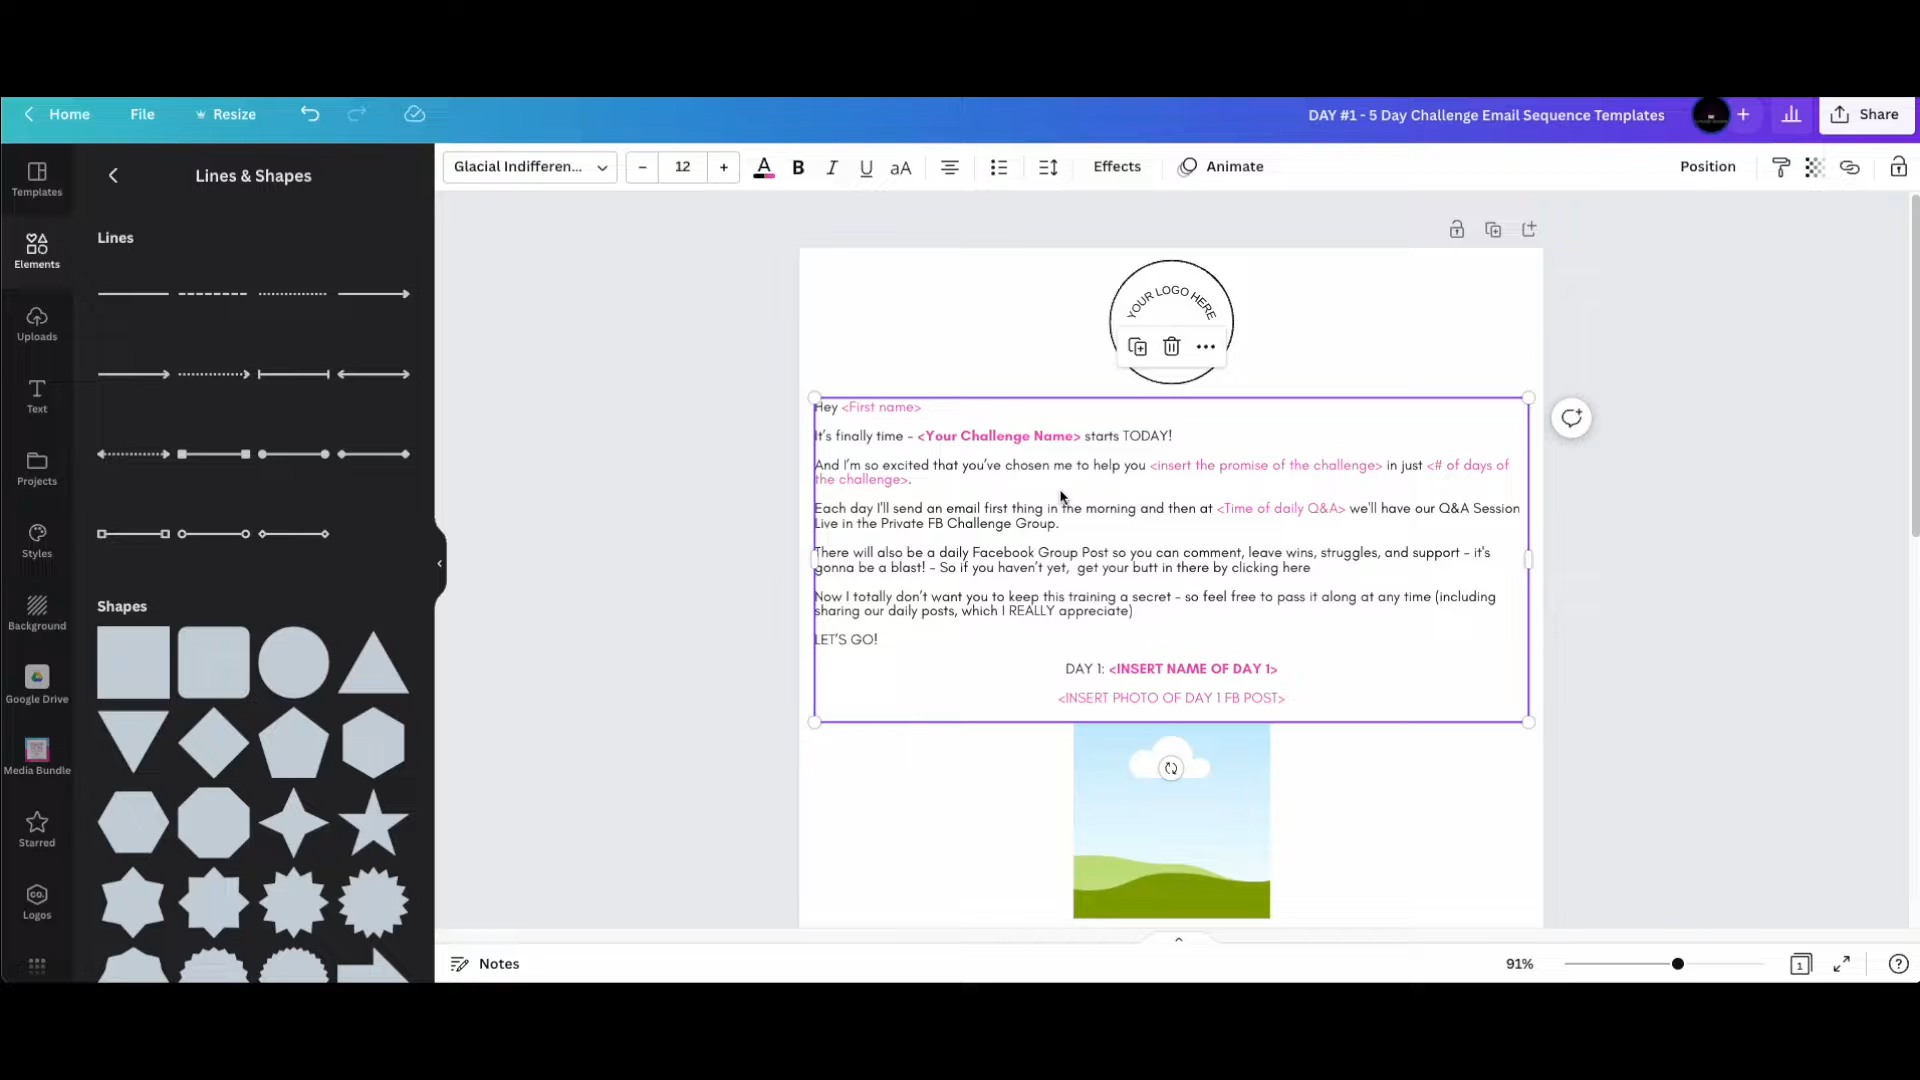 Home
File
Resize
DAY #1 - 5 Day Challenge Email Sequence Templates
Share
Templates
Elements
Uploads
Text
Projects
Styles
Background
Google Drive
Media Bundle
Starred
CO.
Logos
Lines & Shapes
Lines
Shapes
Glacial Indifferen...
12
A
B
I
U
aA
Effects
Animate
Position
YOUR LOGO HERE
Hey <First name>
It's finally time - <Your Challenge Name> starts TODAY!
And I'm so excited that you've chosen me to help you <insert the promise of the challenge> in just <# of days of
the challenge>.
Each day I'll send an email first thing in the morning and then at <Time of daily Q&A> we'll have our Q&A Session
Live in the Private FB Challenge Group.
There will also be a daily Facebook Group Post so you can comment, leave wins, struggles, and support - it's
gonna be a blast! - So if you haven't yet,  get your butt in there by clicking here
Now I totally don't want you to keep this training a secret - so feel free to pass it along at any time (including
sharing our daily posts, which I REALLY appreciate)
LET'S GO!
DAY 1: <INSERT NAME OF DAY 1>
<INSERT PHOTO OF DAY 1 FB POST>
Notes
91%
1